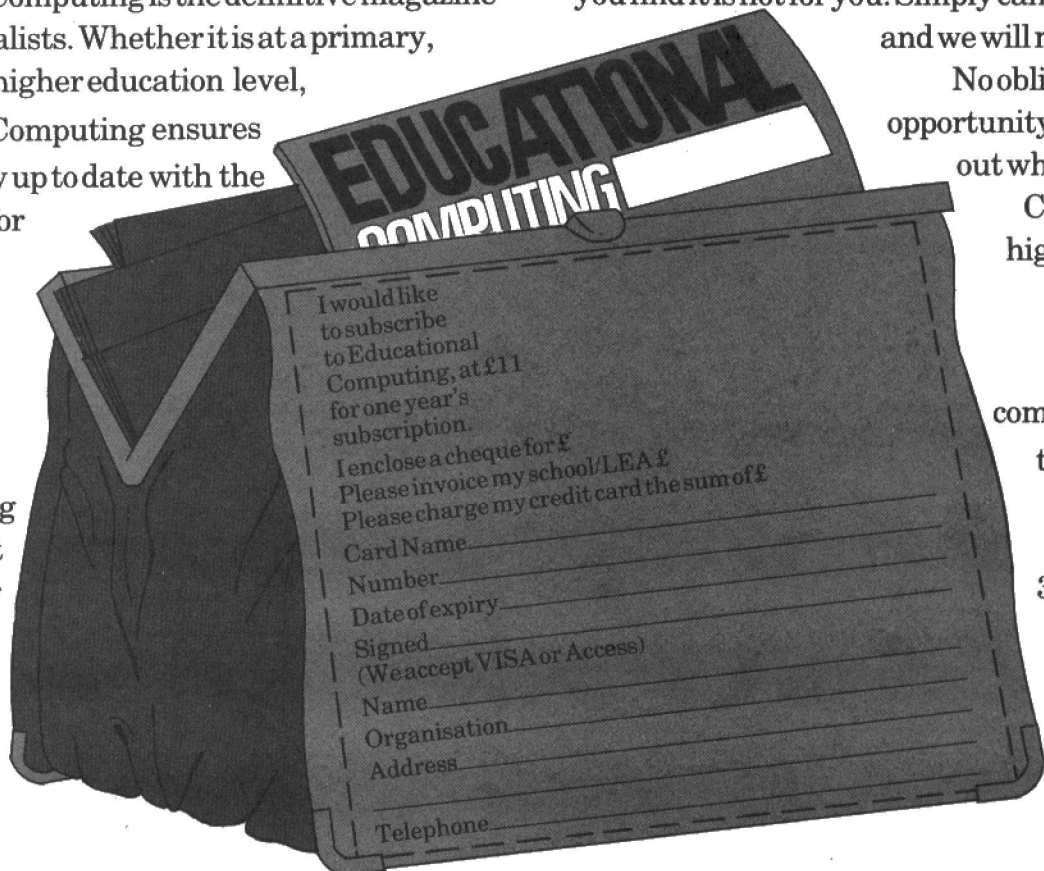 Computing is the definitive magazine
alists. Whether it is at a primary,
higher education level,
Computing ensures
y up to date with the
or
g
you find it is not for you. Simply can
and we will r
No obli
opportunity
out wh
C
hig
com
t
3
EDUCATIONAL
COMPUTING
I would like
to subscribe
to Educational
Computing, at £11
for one year's
subscription.
I enclose a cheque for £
Please invoice my school/LEA £
Please charge my credit card the sum of £
Card Name
Number
Date of expiry
Signed
(We accept VISA or Access)
Name
Organisation
Address
Telephone